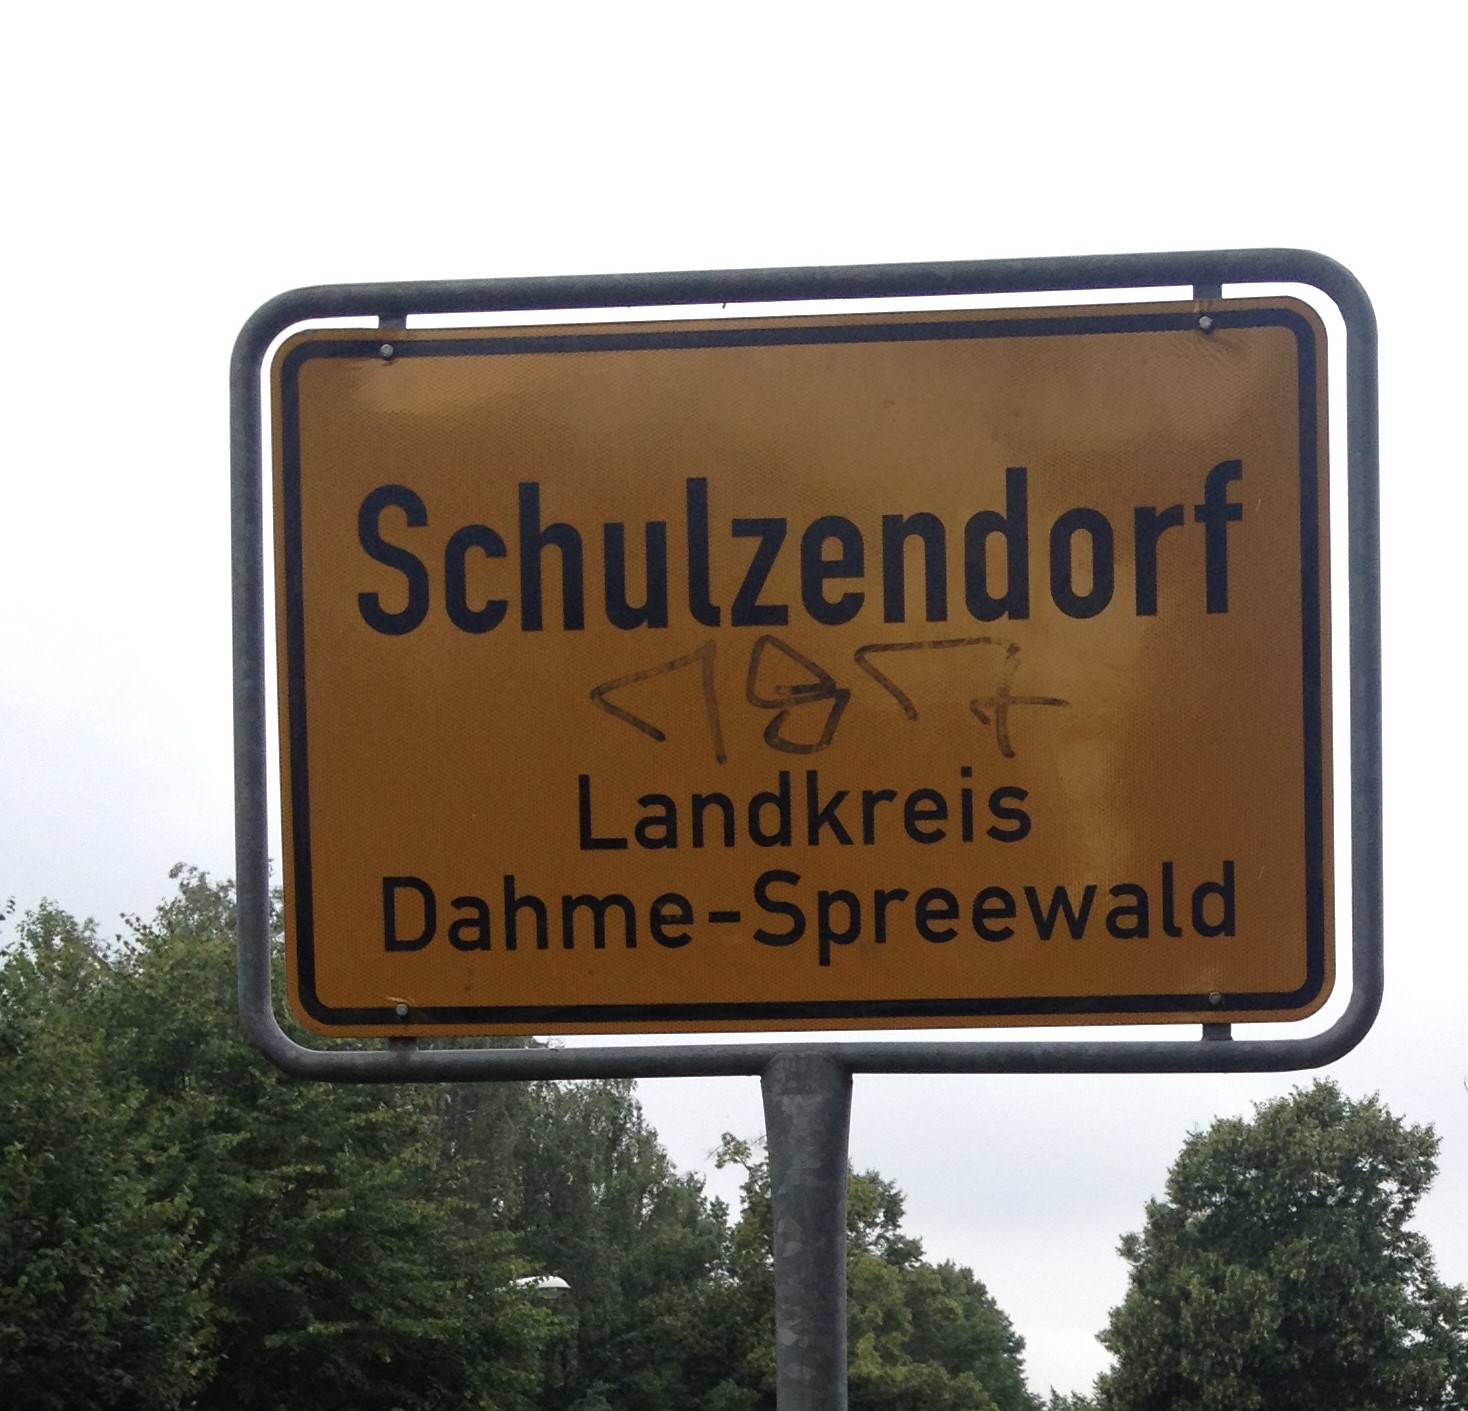 Schulzendorf
Landkreis
Dahme-Spreewald